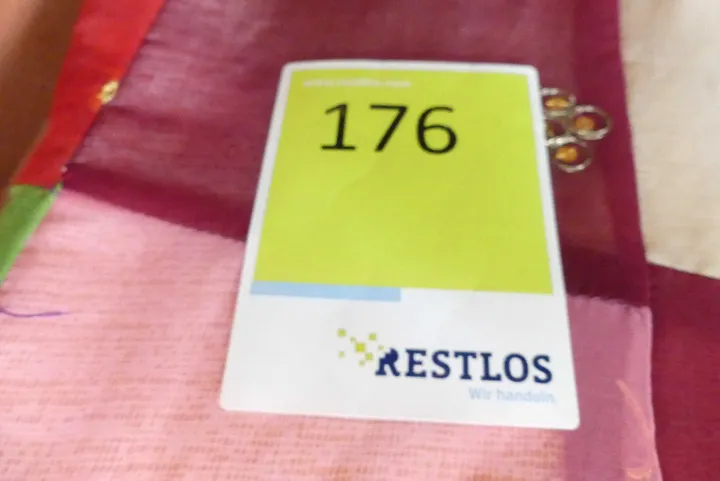 176
RESTLOS
Wir handeln.